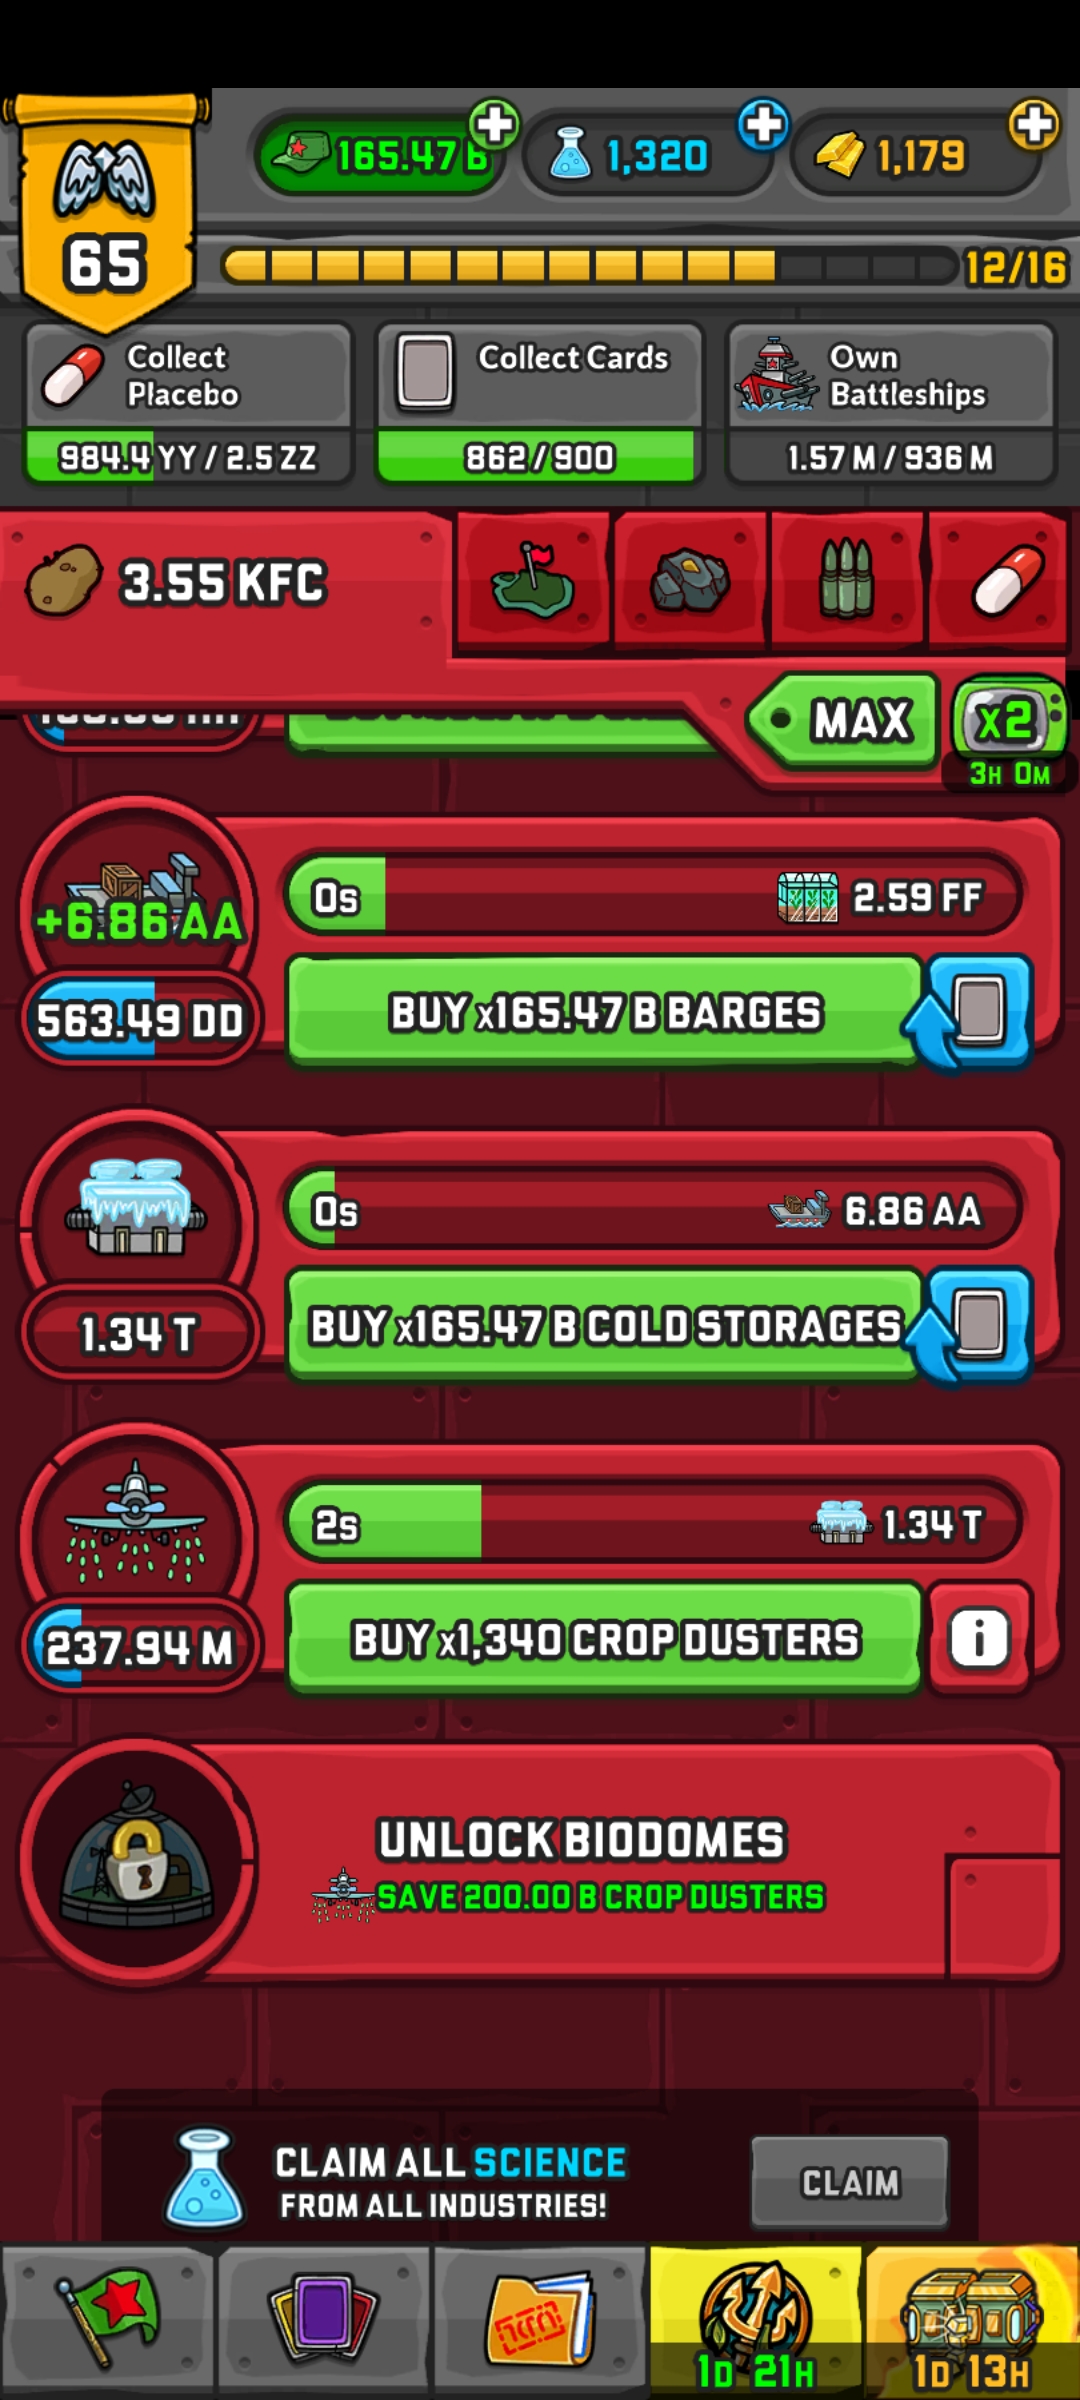 165.47 B
1,320
1,179
65
12/16
Collect
Placebo
Collect Cards
Own
Battleships
984.4 YY / 2.5 ZZ
862/900
1.57 M / 936 M
3.55 KFC
MAX
x2
3H 0M
+6.86 AA
0s
2.59 FF
563.49 DD
BUY x165.47 B BARGES
0s
6.86 AA
1.34 T
BUY x165.47 B COLD STORAGES
2s
1.34 T
237.94 M
BUY x1,340 CROP DUSTERS
i
UNLOCK BIODOMES
SAVE 200.00 B CROP DUSTERS
CLAIM ALL SCIENCE
FROM ALL INDUSTRIES!
CLAIM
1D 21H
1D 13H